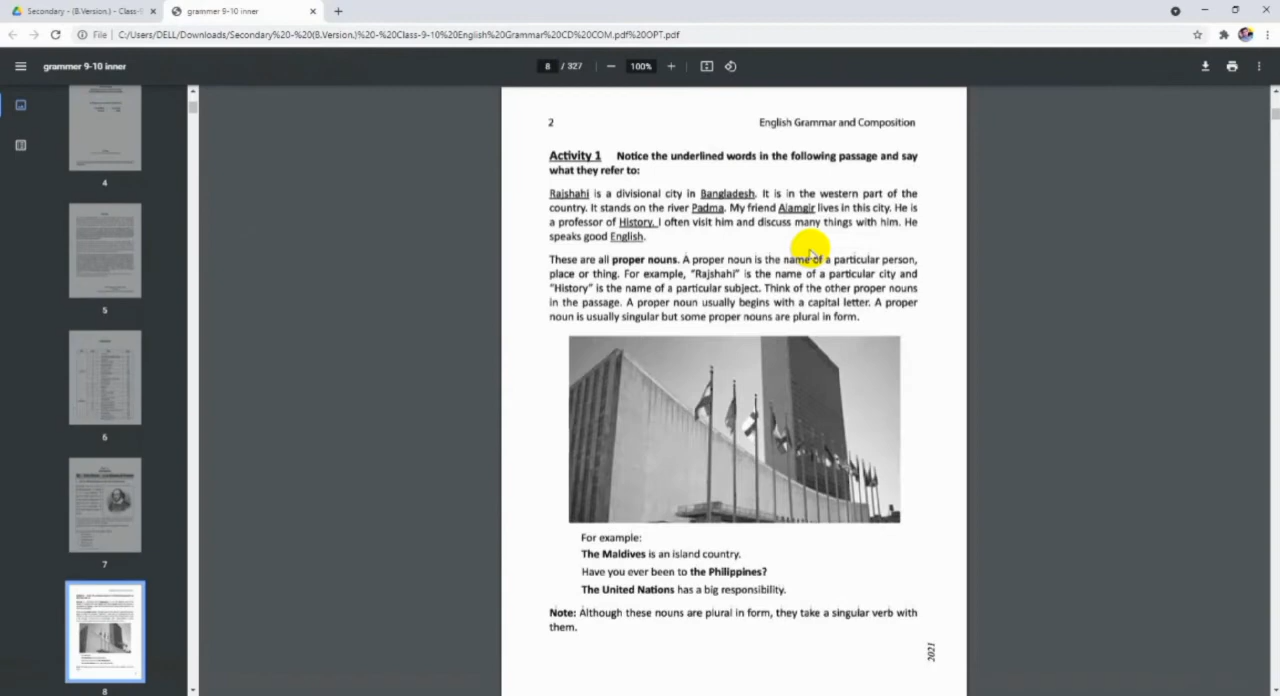 Secondary - (B.Version.) - Class-9
grammer 9-10 inner
File
C:/Users/DELL/Downloads/Secondary%20-%20(B.Version.)%20-%20Class-9-10%20English%20Grammar%20CD%20COM.pdf%20OPT.pdf
grammer 9-10 inner
8 / 327
100%
4
5
6
7
8
2 English Grammar and Composition
Activity 1 Notice the underlined words in the following passage and say
what they refer to:
Rajshahi is a divisional city in Bangladesh. It is in the western part of the
country. It stands on the river Padma. My friend Alamgir lives in this city. He is
a professor of History. I often visit him and discuss many things with him. He
speaks good English.
These are all proper nouns. A proper noun is the name of a particular person,
place or thing. For example, “Rajshahi” is the name of a particular city and
“History” is the name of a particular subject. Think of the other proper nouns
in the passage. A proper noun usually begins with a capital letter. A proper
noun is usually singular but some proper nouns are plural in form.
For example:
The Maldives is an island country.
Have you ever been to the Philippines?
The United Nations has a big responsibility.
Note: Although these nouns are plural in form, they take a singular verb with
them.
2021